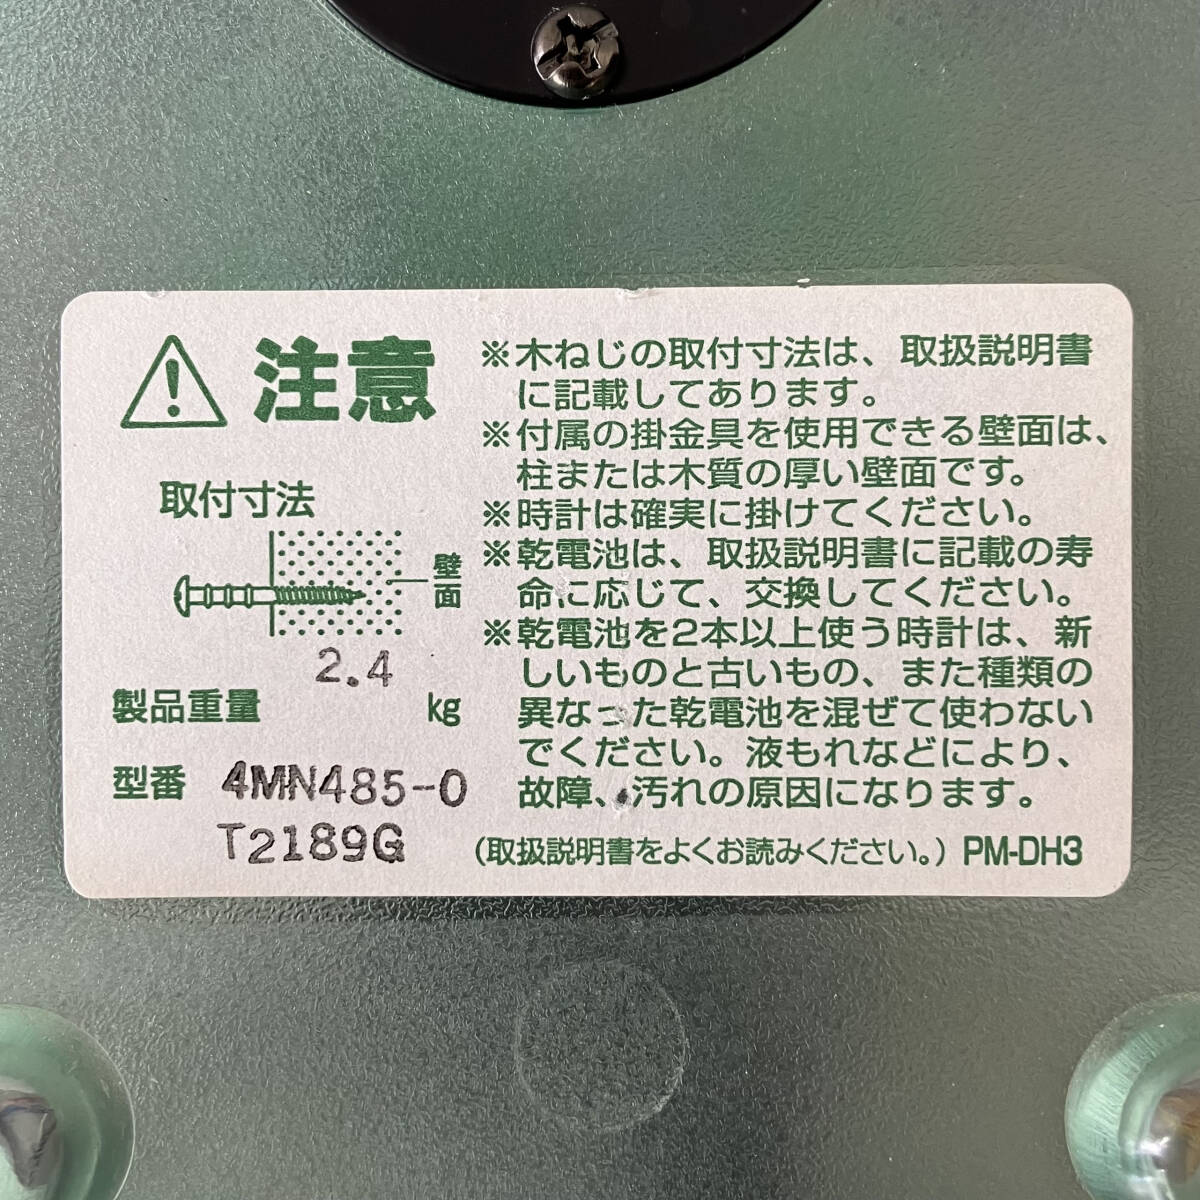 注意
取付寸法
壁面
2.4
製品重量 kg
型番 4MN485-0
T2189G
※木ねじの取付寸法は、取扱説明書
に記載してあります。
※付属の掛金具を使用できる壁面は、
柱または木質の厚い壁面です。
※時計は確実に掛けてください。
※乾電池は、取扱説明書に記載の寿
命に応じて、交換してください。
※乾電池を2本以上使う時計は、新
しいものと古いもの、また種類の
異なった乾電池を混ぜて使わない
でください。液もれなどにより、
故障、汚れの原因になります。
(取扱説明書をよくお読みください。) PM-DH3